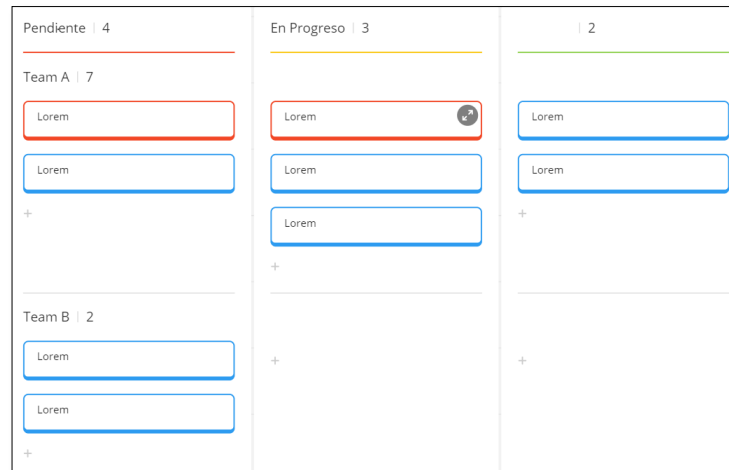 Pendiente | 4
En Progreso | 3
| 2
Team A | 7
Lorem
Lorem
Lorem
Lorem
Lorem
Lorem
Lorem
+
+
+
Team B | 2
Lorem
+
+
Lorem
+